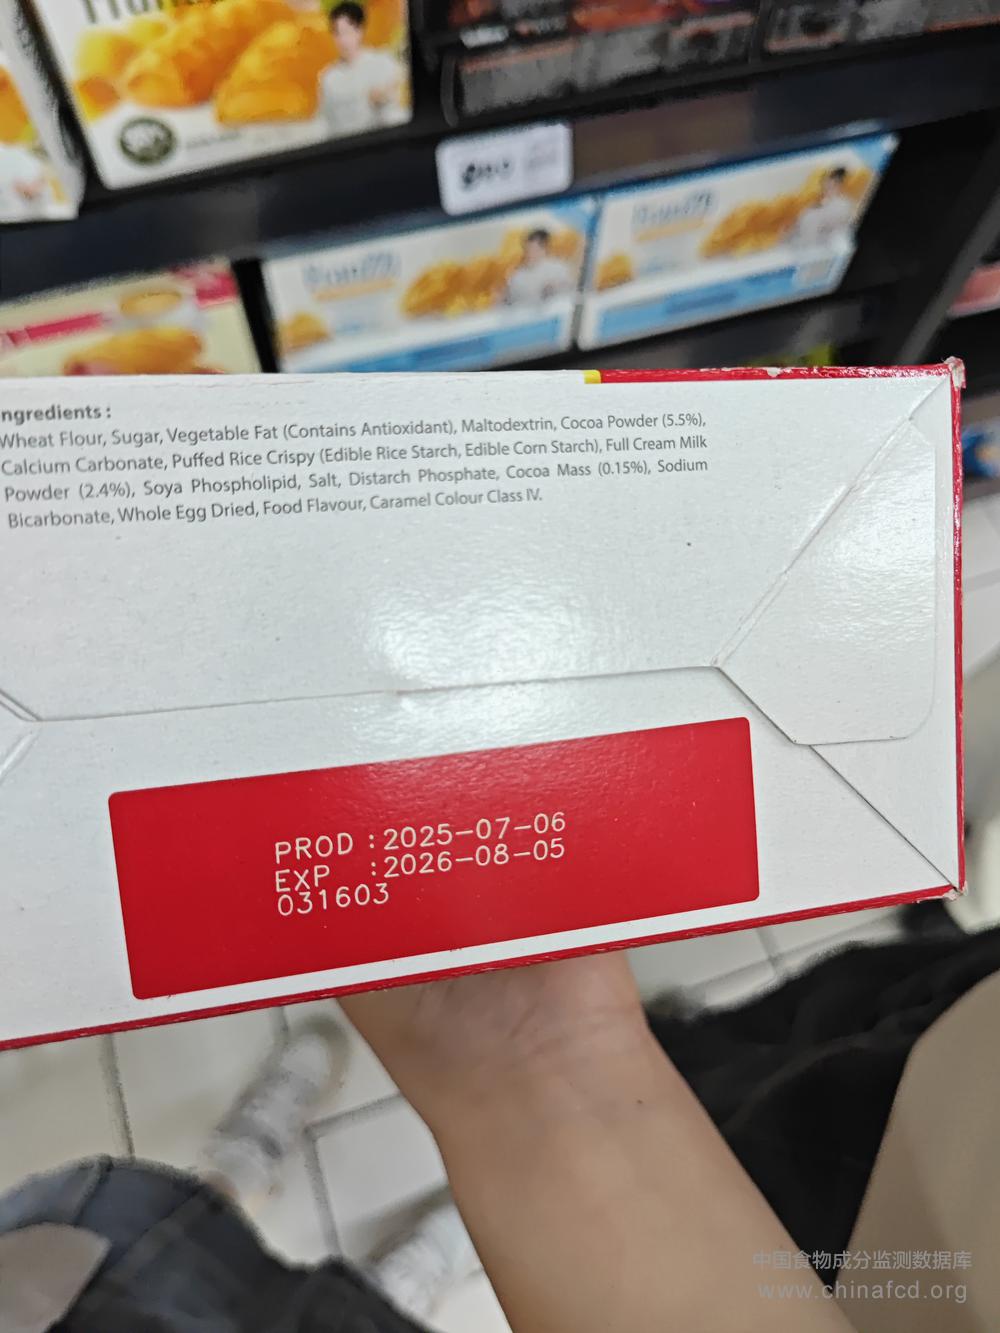 ngredients :
Wheat Flour, Sugar, Vegetable Fat (Contains Antioxidant), Maltodextrin, Cocoa Powder (5.5%),
Calcium Carbonate, Puffed Rice Crispy (Edible Rice Starch, Edible Corn Starch), Full Cream Milk
Powder (2.4%), Soya Phospholipid, Salt, Distarch Phosphate, Cocoa Mass (0.15%), Sodium
Bicarbonate, Whole Egg Dried, Food Flavour, Caramel Colour Class IV.
PROD :2025-07-06
EXP :2026-08-05
031603
中国食物成分监测数据库
www.chinafcd.org